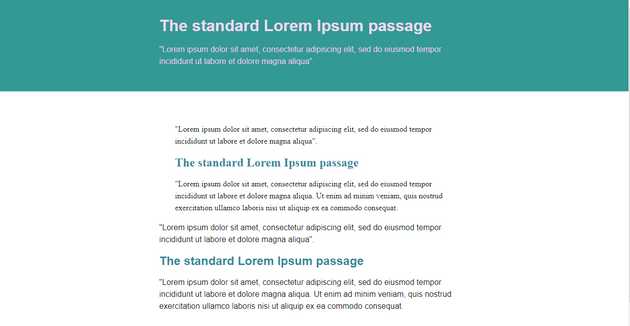 The standard Lorem Ipsum passage
"Lorem ipsum dolor sit amet, consectetur adipiscing elit, sed do eiusmod tempor
incididunt ut labore et dolore magna aliqua"
"Lorem ipsum dolor sit amet, consectetur adipiscing elit, sed do eiusmod tempor
incididunt ut labore et dolore magna aliqua".
The standard Lorem Ipsum passage
"Lorem ipsum dolor sit amet, consectetur adipiscing elit, sed do eiusmod tempor
incididunt ut labore et dolore magna aliqua. Ut enim ad minim veniam, quis nostrud
exercitation ullamco laboris nisi ut aliquip ex ea commodo consequat.
"Lorem ipsum dolor sit amet, consectetur adipiscing elit, sed do eiusmod tempor
incididunt ut labore et dolore magna aliqua".
The standard Lorem Ipsum passage
"Lorem ipsum dolor sit amet, consectetur adipiscing elit, sed do eiusmod tempor
incididunt ut labore et dolore magna aliqua. Ut enim ad minim veniam, quis nostrud
exercitation ullamco laboris nisi ut aliquip ex ea commodo consequat.